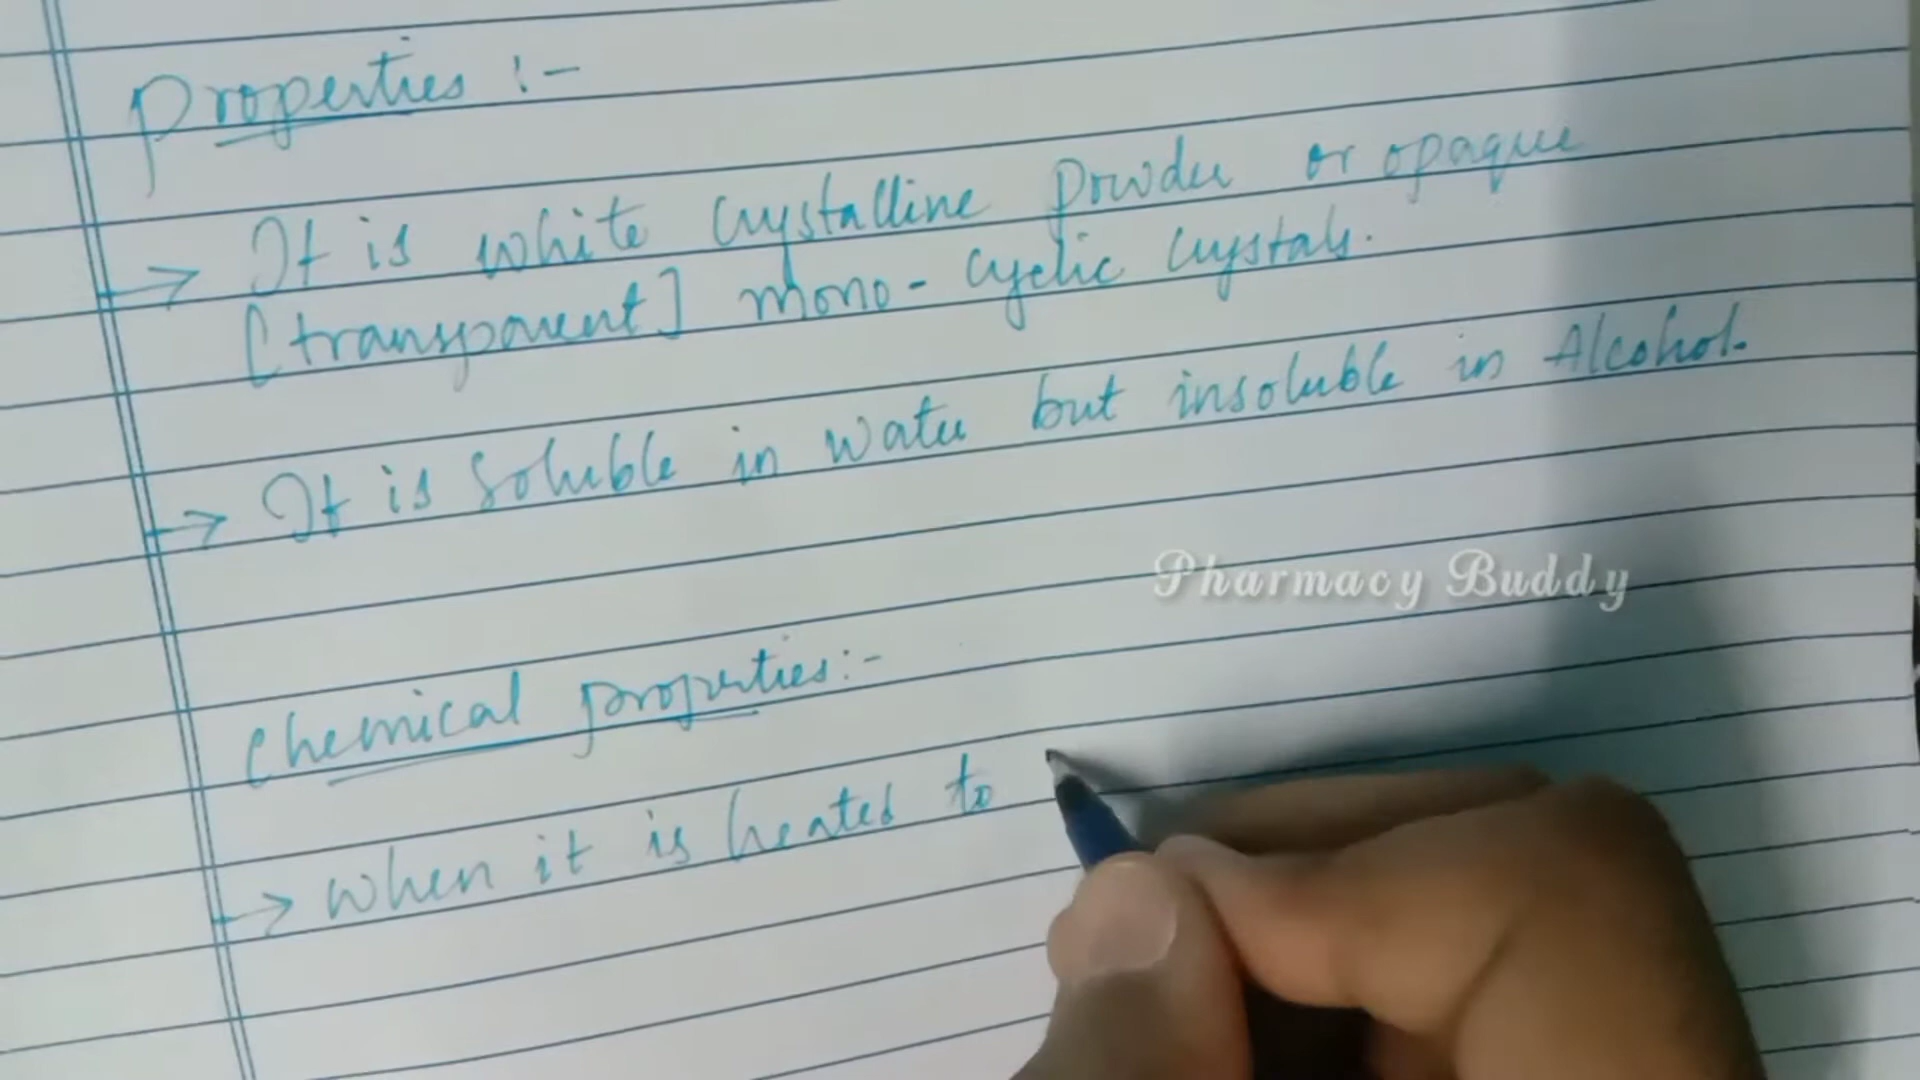 Properties :-
→ It is white crystalline powder or opaque
[transparent] mono-cyclic crystals.
→ It is soluble in water but insoluble in Alcohol.
Pharmacy Buddy
Chemical properties:-
→ When it is heated to